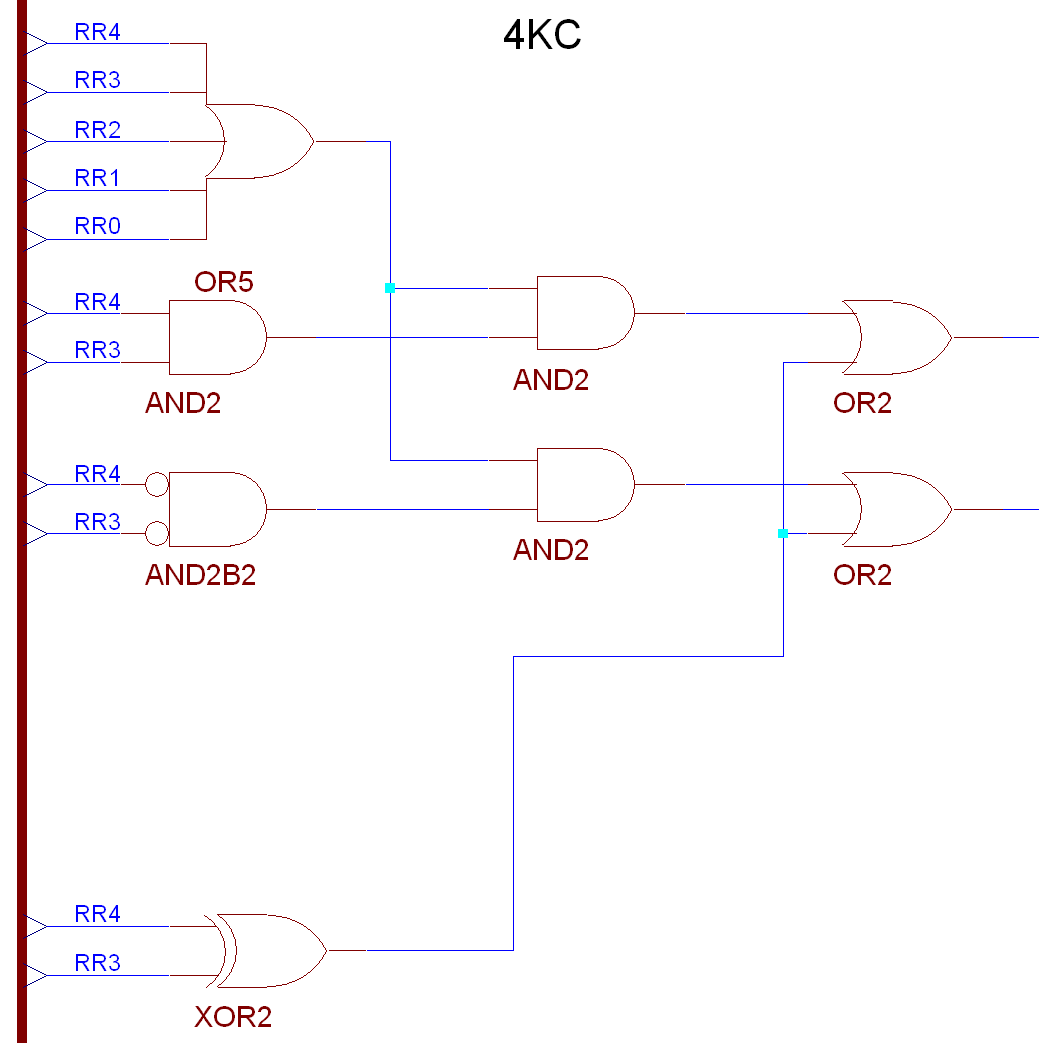 4KC
RR4
RR3
RR2
RR1
RR0
OR5
RR4
RR3
AND2
AND2
OR2
RR4
RR3
AND2B2
AND2
OR2
RR4
RR3
XOR2